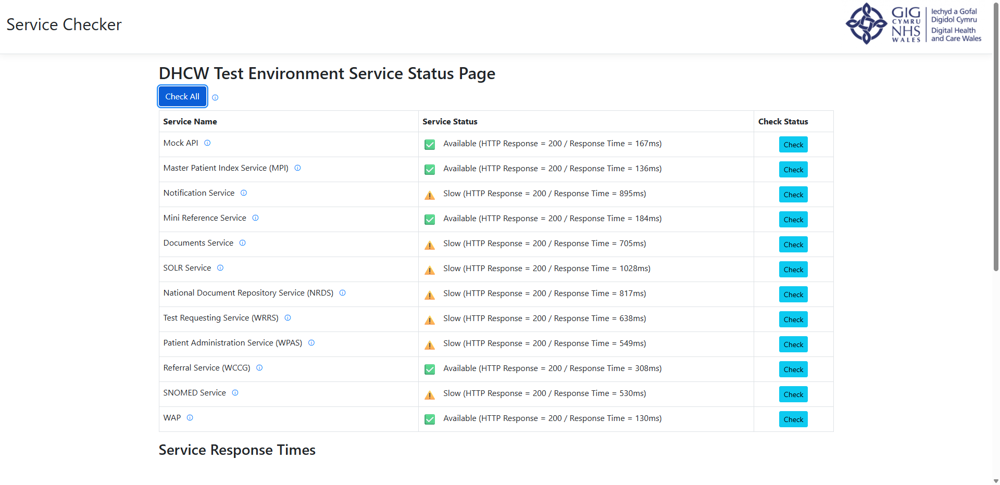 Service Checker
GIG
CYMRU
NHS
WALES
Iechyd a Gofal
Digidol Cymru
Digital Health
and Care Wales
DHCW Test Environment Service Status Page
Check All
Service Name Service Status Check Status
Mock API Available (HTTP Response = 200 / Response Time = 167ms) Check
Master Patient Index Service (MPI) Available (HTTP Response = 200 / Response Time = 136ms) Check
Notification Service Slow (HTTP Response = 200 / Response Time = 895ms) Check
Mini Reference Service Available (HTTP Response = 200 / Response Time = 184ms) Check
Documents Service Slow (HTTP Response = 200 / Response Time = 705ms) Check
SOLR Service Slow (HTTP Response = 200 / Response Time = 1028ms) Check
National Document Repository Service (NRDS) Slow (HTTP Response = 200 / Response Time = 817ms) Check
Test Requesting Service (WRRS) Slow (HTTP Response = 200 / Response Time = 638ms) Check
Patient Administration Service (WPAS) Slow (HTTP Response = 200 / Response Time = 549ms) Check
Referral Service (WCCG) Available (HTTP Response = 200 / Response Time = 308ms) Check
SNOMED Service Slow (HTTP Response = 200 / Response Time = 530ms) Check
WAP Available (HTTP Response = 200 / Response Time = 130ms) Check
Service Response Times